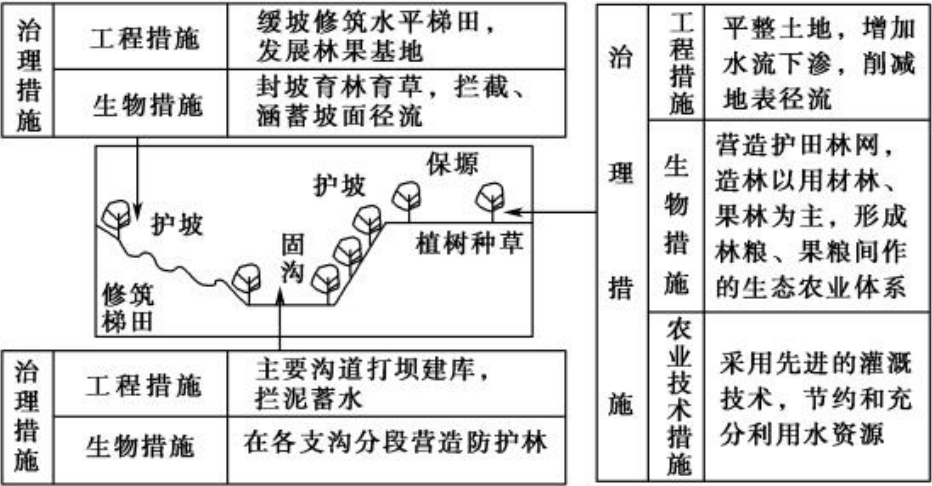 治理措施
工程措施
缓坡修筑水平梯田，
发展林果基地
生物措施
封坡育林育草，拦截、
涵蓄坡面径流
护坡
修筑
梯田
固沟
护坡
保塬
植树种草
治理措施
工程措施
主要沟道打坝建库，
拦泥蓄水
生物措施
在各支沟分段营造防护林
治理措施
工程措施
平整土地，增加
水流下渗，削减
地表径流
生物措施
营造护田林网，
造林以用材林、
果林为主，形成
林粮、果粮间作
的生态农业体系
农业技术措施
采用先进的灌溉
技术，节约和充
分利用水资源